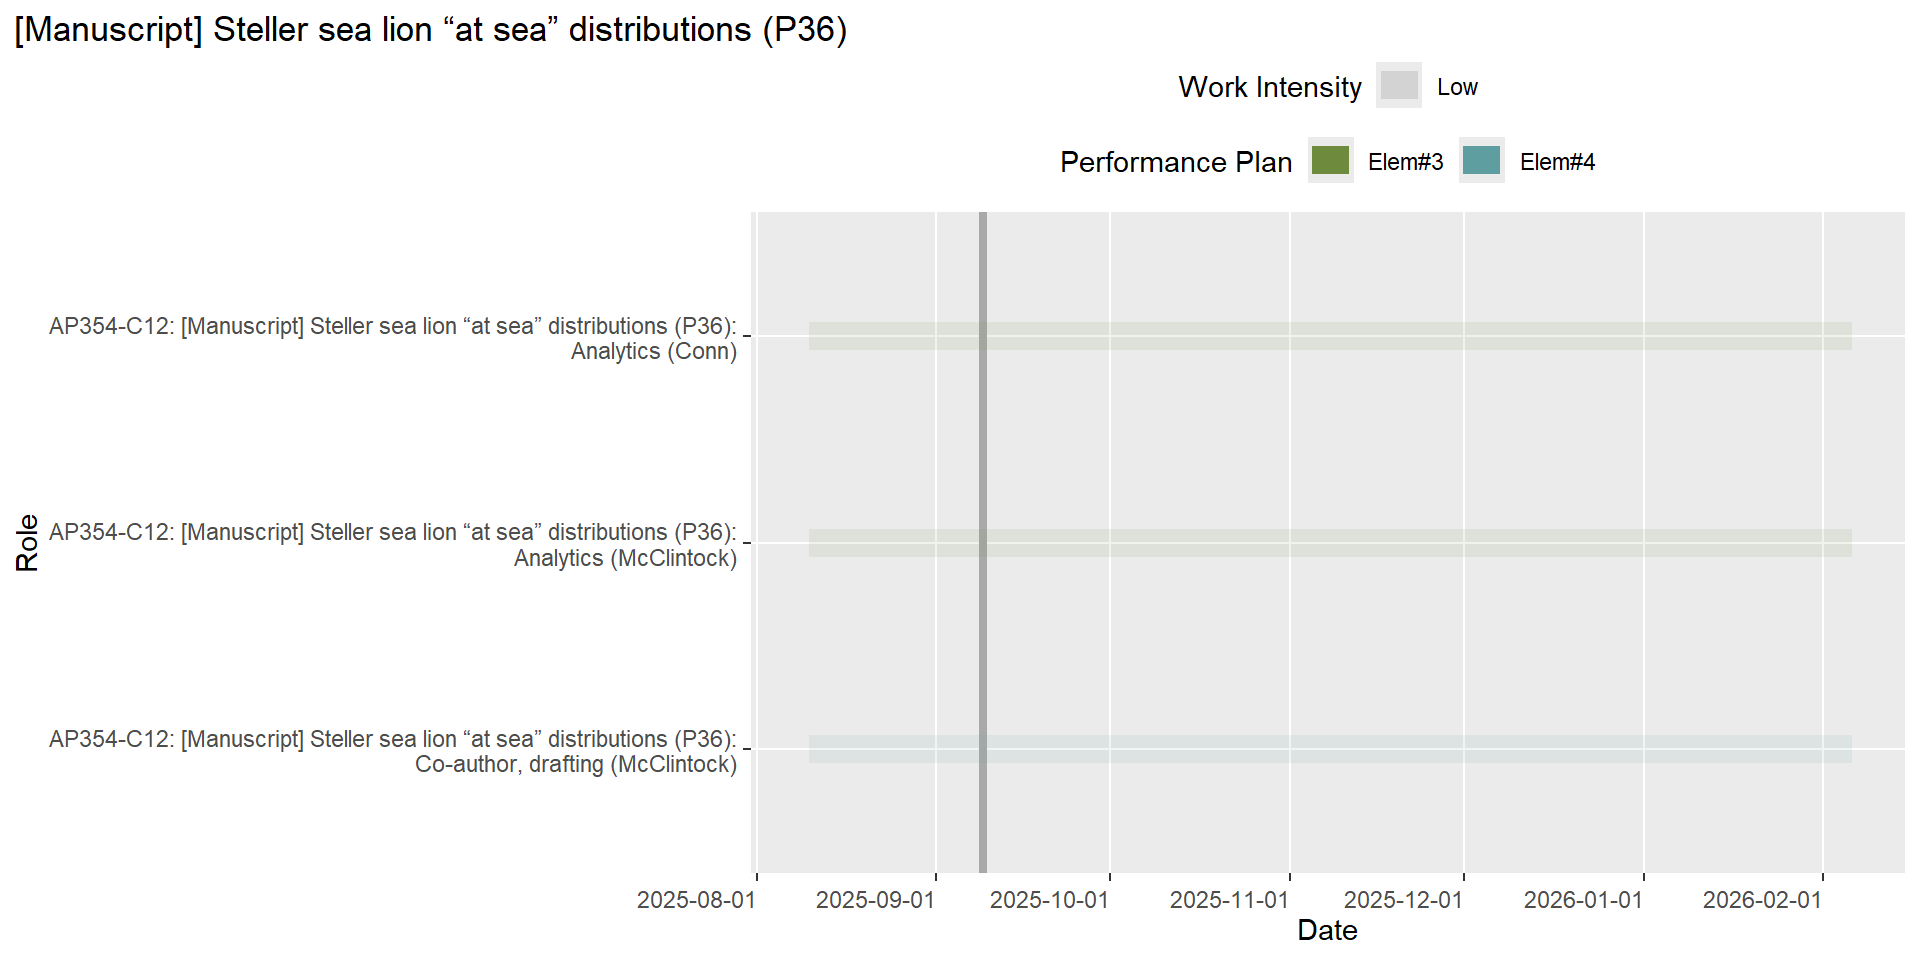 [Manuscript] Steller sea lion “at sea” distributions (P36)
Work Intensity Low
Performance Plan Elem#3 Elem#4
AP354-C12: [Manuscript] Steller sea lion “at sea” distributions (P36):
Analytics (Conn)
AP354-C12: [Manuscript] Steller sea lion “at sea” distributions (P36):
Analytics (McClintock)
AP354-C12: [Manuscript] Steller sea lion “at sea” distributions (P36):
Co-author, drafting (McClintock)
Role
2025-08-01 2025-09-01 2025-10-01 2025-11-01 2025-12-01 2026-01-01 2026-02-01
Date